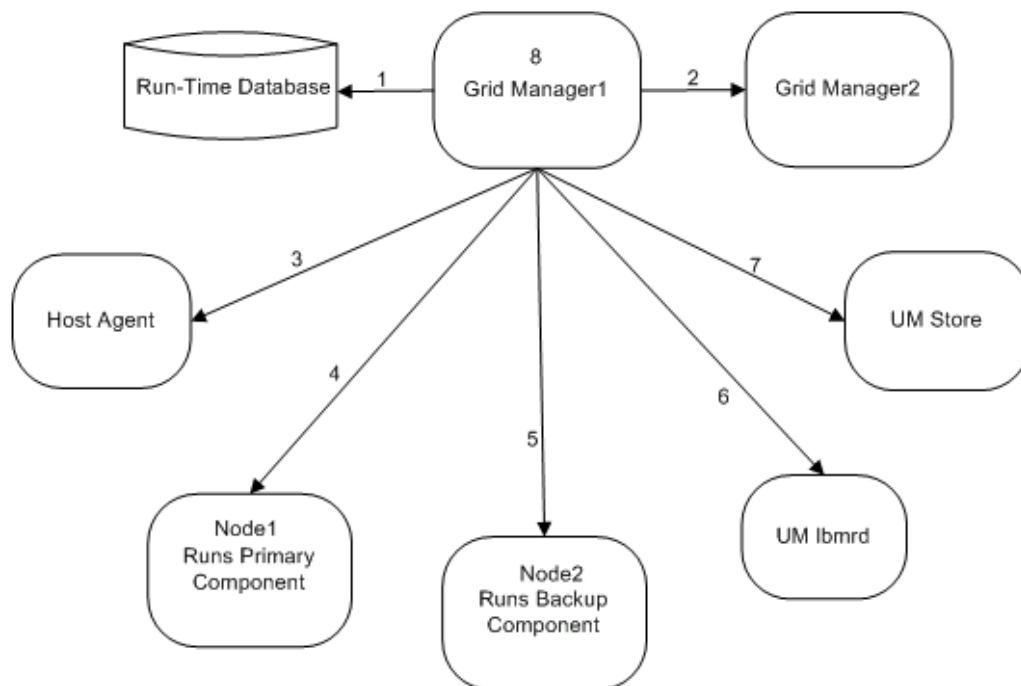 8
Run-Time Database
1
Grid Manager1
2
Grid Manager2
3
7
Host Agent
UM Store
4
6
5
Node1
Runs Primary
Component
UM lbmrd
Node2
Runs Backup
Component